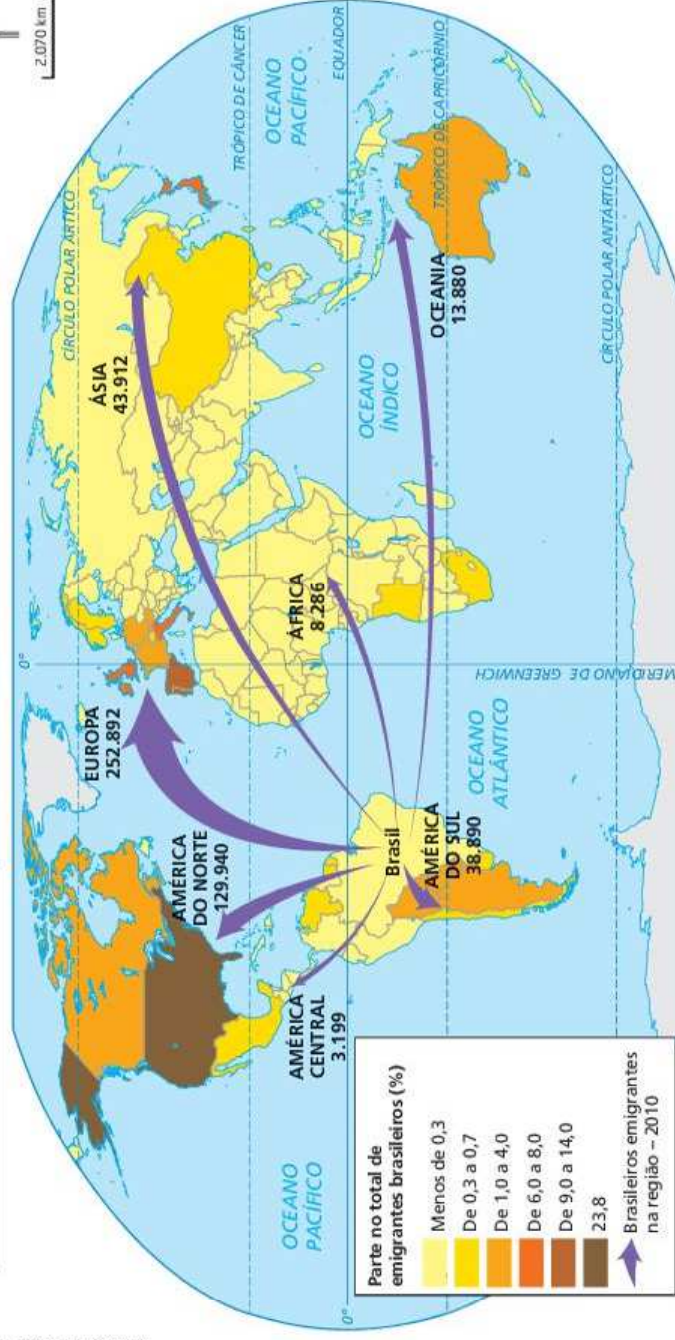 2.070 km
CÍRCULO POLAR ÁRTICO
TRÓPICO DE CÂNCER
OCEANO
PACÍFICO
EQUADOR
TRÓPICO DE CAPRICÓRNIO
CÍRCULO POLAR ANTÁRTICO
0°
ÁSIA
43.912
EUROPA
252.892
AMÉRICA
DO NORTE
129.940
ÁFRICA
8.286
OCEANO
ÍNDICO
OCEANIA
13.880
AMÉRICA
CENTRAL
3.199
Brasil
AMÉRICA
DO SUL
38.890
OCEANO
ATLÂNTICO
MERIDIANO DE GREENWICH
OCEANO
PACÍFICO
0°
Parte no total de
emigrantes brasileiros (%)
Menos de 0,3
De 0,3 a 0,7
De 1,0 a 4,0
De 6,0 a 8,0
De 9,0 a 14,0
23,8
Brasileiros emigrantes
na região – 2010